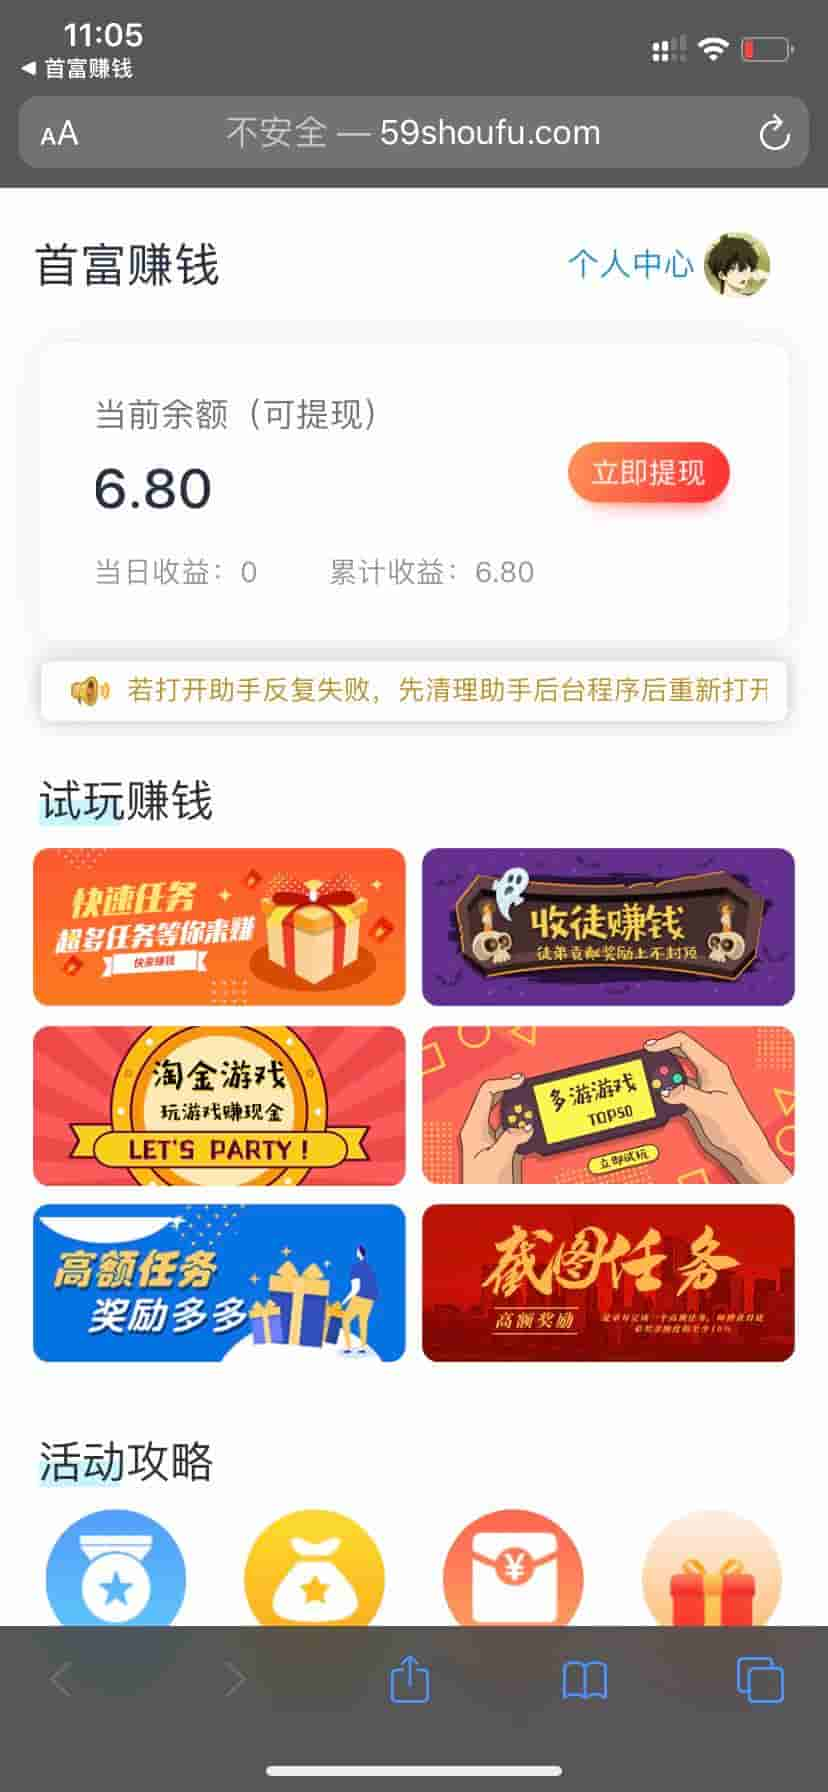 11:05
首富赚钱
AA
不安全 — 59shoufu.com
首富赚钱
个人中心
当前余额（可提现）
6.80
立即提现
当日收益：0
累计收益：6.80
若打开助手反复失败，先清理助手后台程序后重新打开
试玩赚钱
快速任务
超多任务等你来赚
快来赚钱
收徒赚钱
徒弟贡献奖励上不封顶
淘金游戏
玩游戏赚现金
LET'S PARTY !
多游游戏
TOP50
立即试玩
高额任务
奖励多多
截图任务
高额奖励
活动攻略
¥